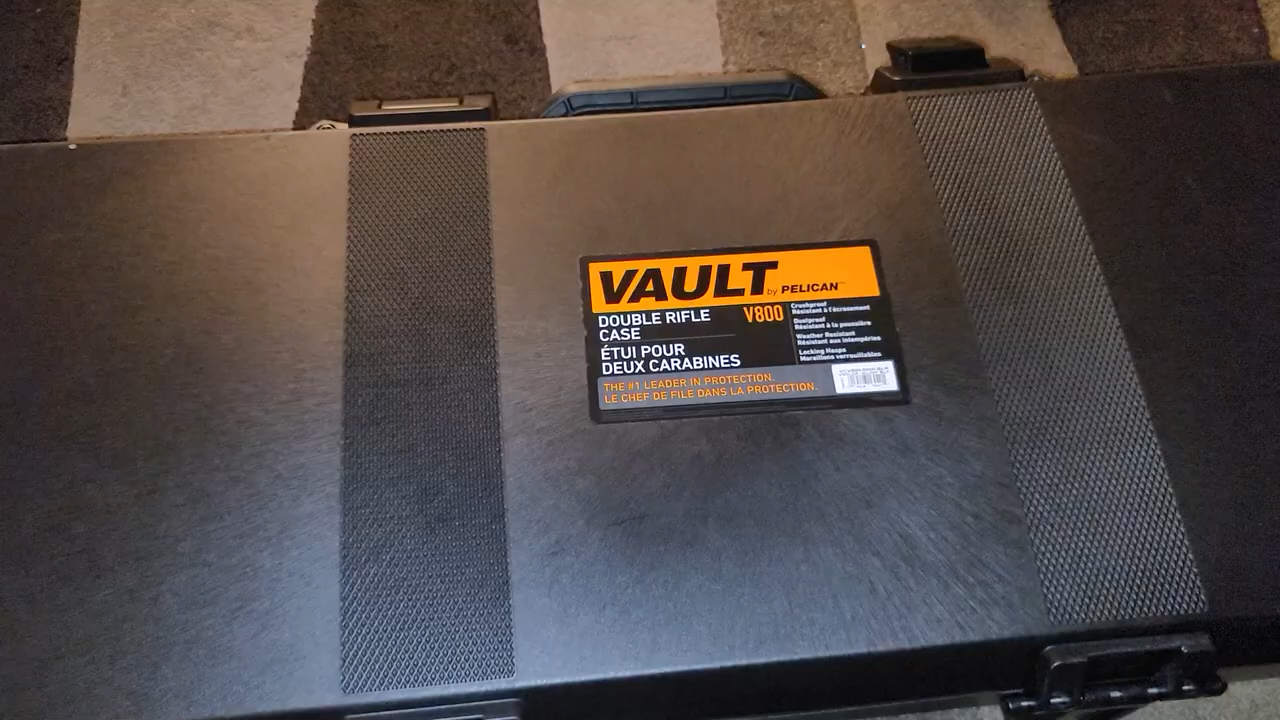 VAULT by PELICAN™
DOUBLE RIFLE
CASE
V800
ÉTUI POUR
DEUX CARABINES
Crushproof
Résistant à l'écrasement
Dustproof
Résistant à la poussière
Weather Resistant
Résistant aux intempéries
Locking Hasps
Moraillons verrouillables
THE #1 LEADER IN PROTECTION.
LE CHEF DE FILE DANS LA PROTECTION.